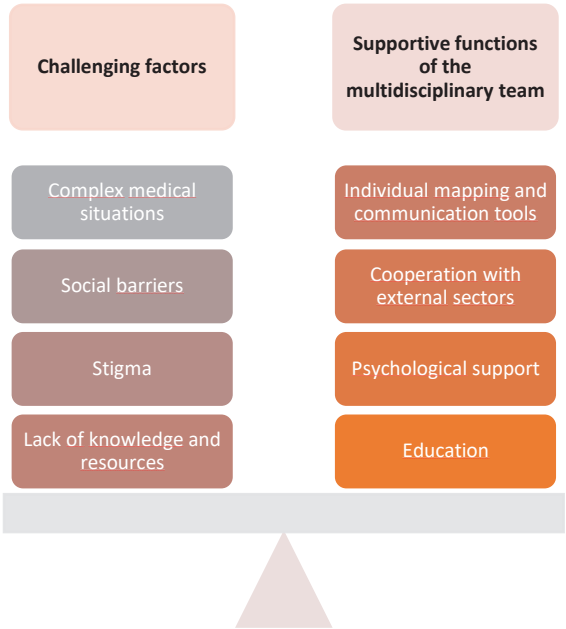 Challenging factors
Supportive functions
of the
multidisciplinary team
Complex medical
situations
Individual mapping and
communication tools
Social barriers
Cooperation with
external sectors
Stigma
Psychological support
Lack of knowledge and
resources
Education